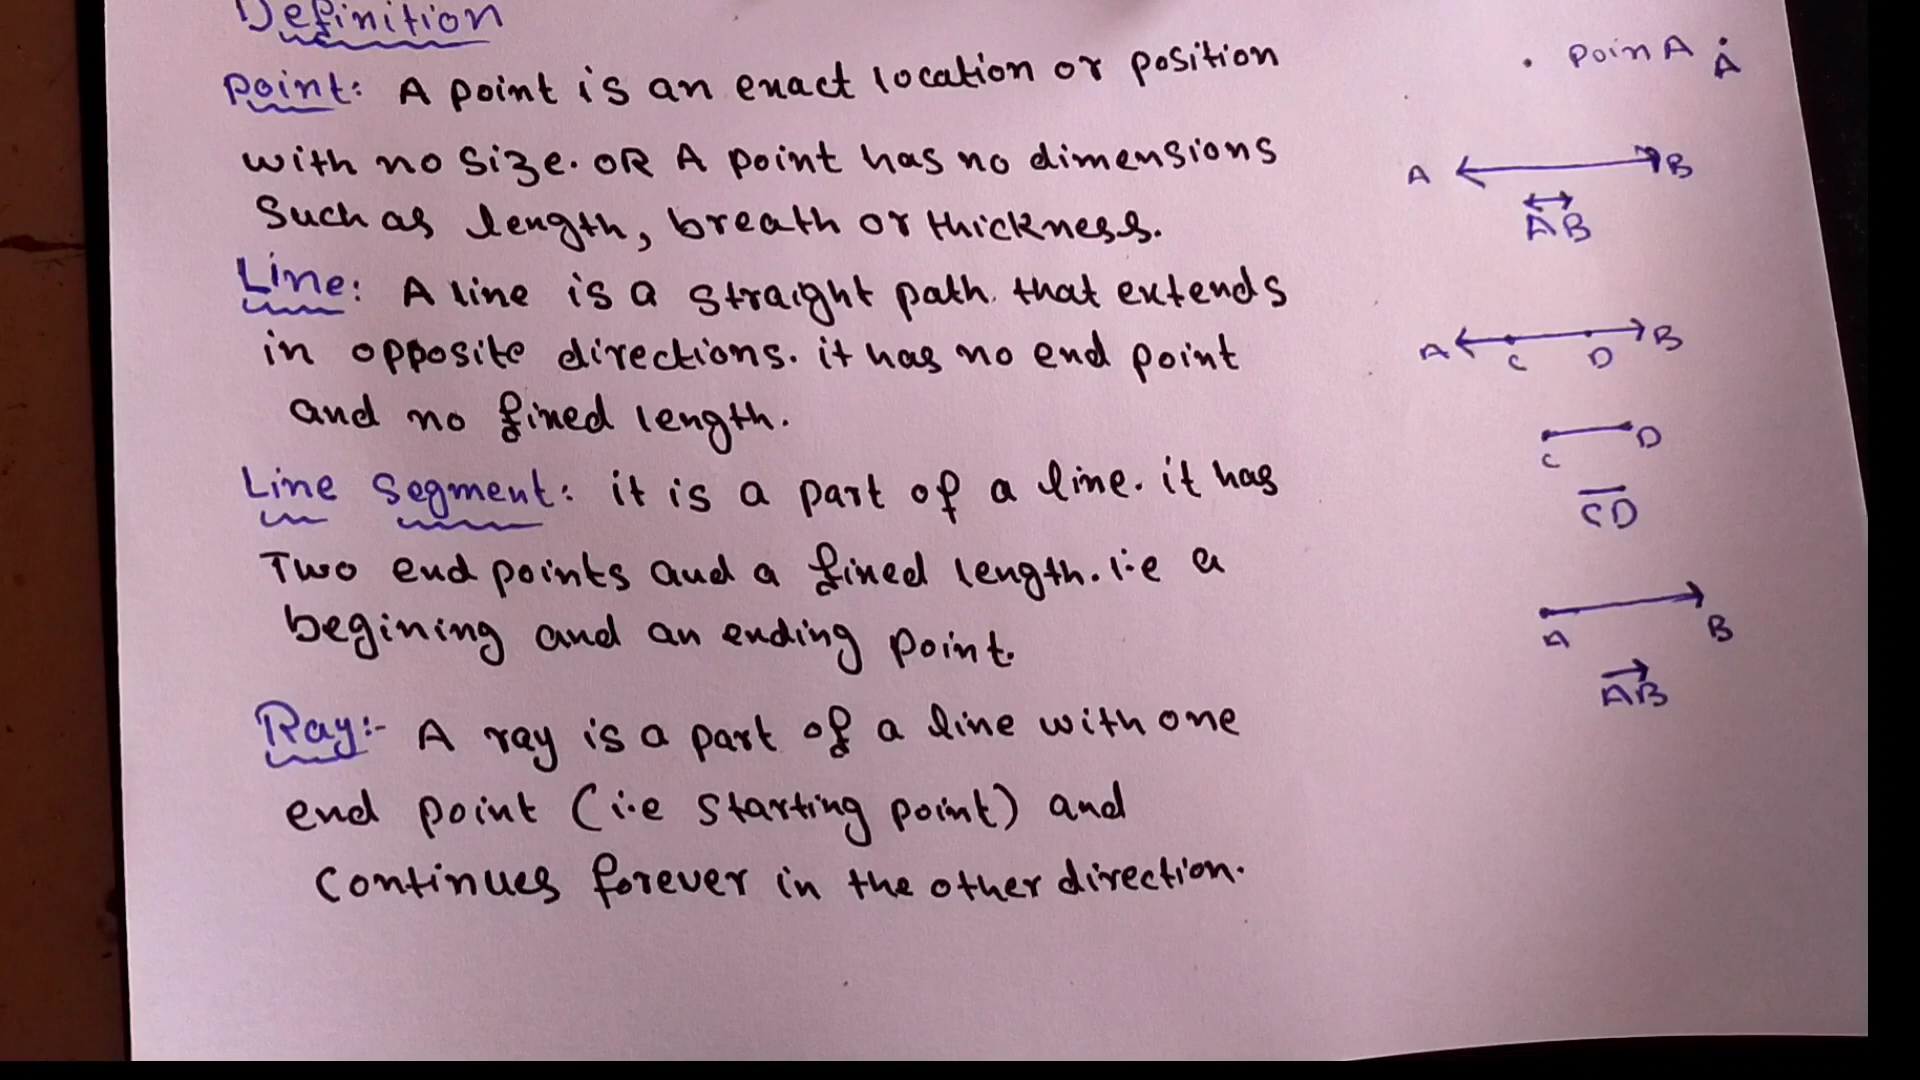 Definition
Point: A point is an exact location or position
with no size. OR A point has no dimensions
Such as length, breath or thickness.
Line: A line is a straight path. that extends
in opposite directions. it has no end point
and no fixed length.
Line Segment: it is a part of a line. it has
Two end points and a fixed length. i.e a
begining and an ending point.
Ray:- A ray is a part of a line with one
end point (i.e starting point) and
Continues forever in the other direction.
. Poin A A
A B
AB
A C D B
C D
CD
A B
AB